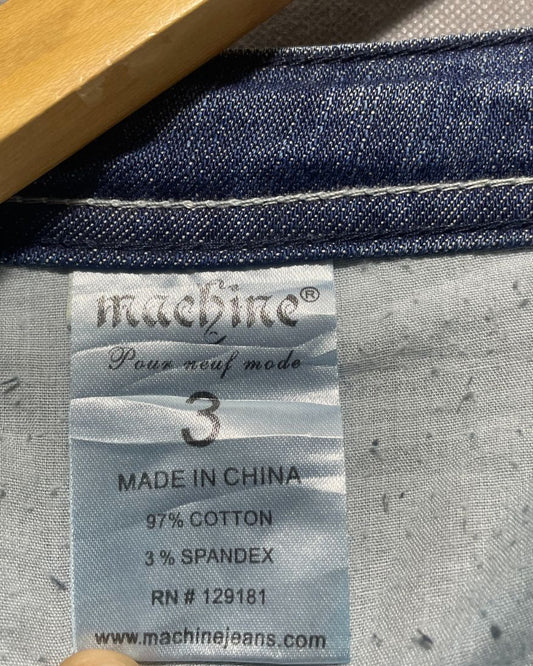 machine®
Pour neuf mode
3
MADE IN CHINA
97% COTTON
3% SPANDEX
RN # 129181
www.machinejeans.com